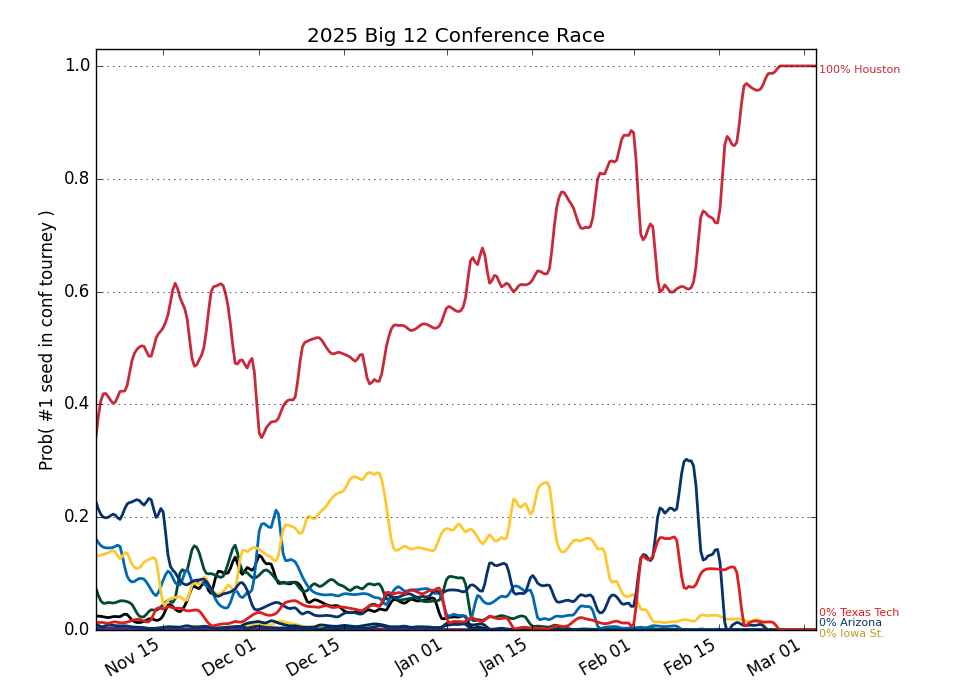 2025 Big 12 Conference Race
Prob( #1 seed in conf tourney )
1.0
0.8
0.6
0.4
0.2
0.0
Nov 15
Dec 01
Dec 15
Jan 01
Jan 15
Feb 01
Feb 15
Mar 01
100% Houston
0% Texas Tech
0% Arizona
0% Iowa St.